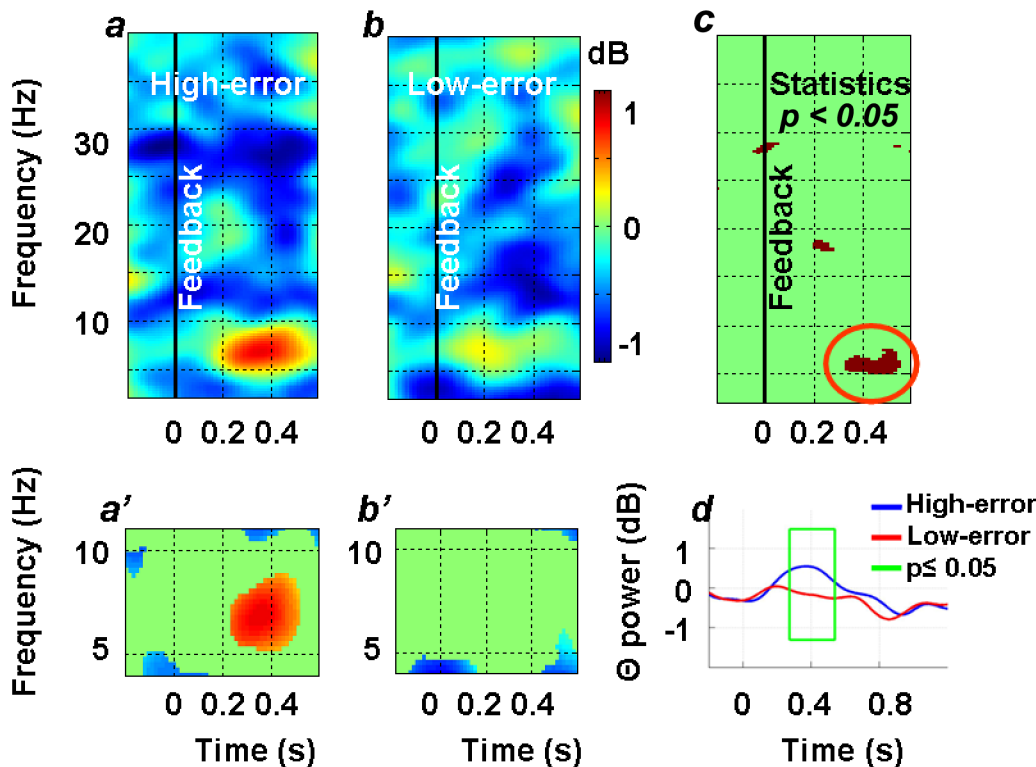 a
b
c
Frequency (Hz)
30
20
10
High-error
Feedback
0 0.2 0.4
Low-error
Feedback
0 0.2 0.4
dB
1
0
-1
Statistics
p < 0.05
Feedback
0 0.2 0.4
a'
Frequency (Hz)
10
5
0 0.2 0.4
Time (s)
b'
10
5
0 0.2 0.4
Time (s)
d
High-error
Low-error
p≤ 0.05
Θ power (dB)
1
0
-1
0 0.4 0.8
Time (s)